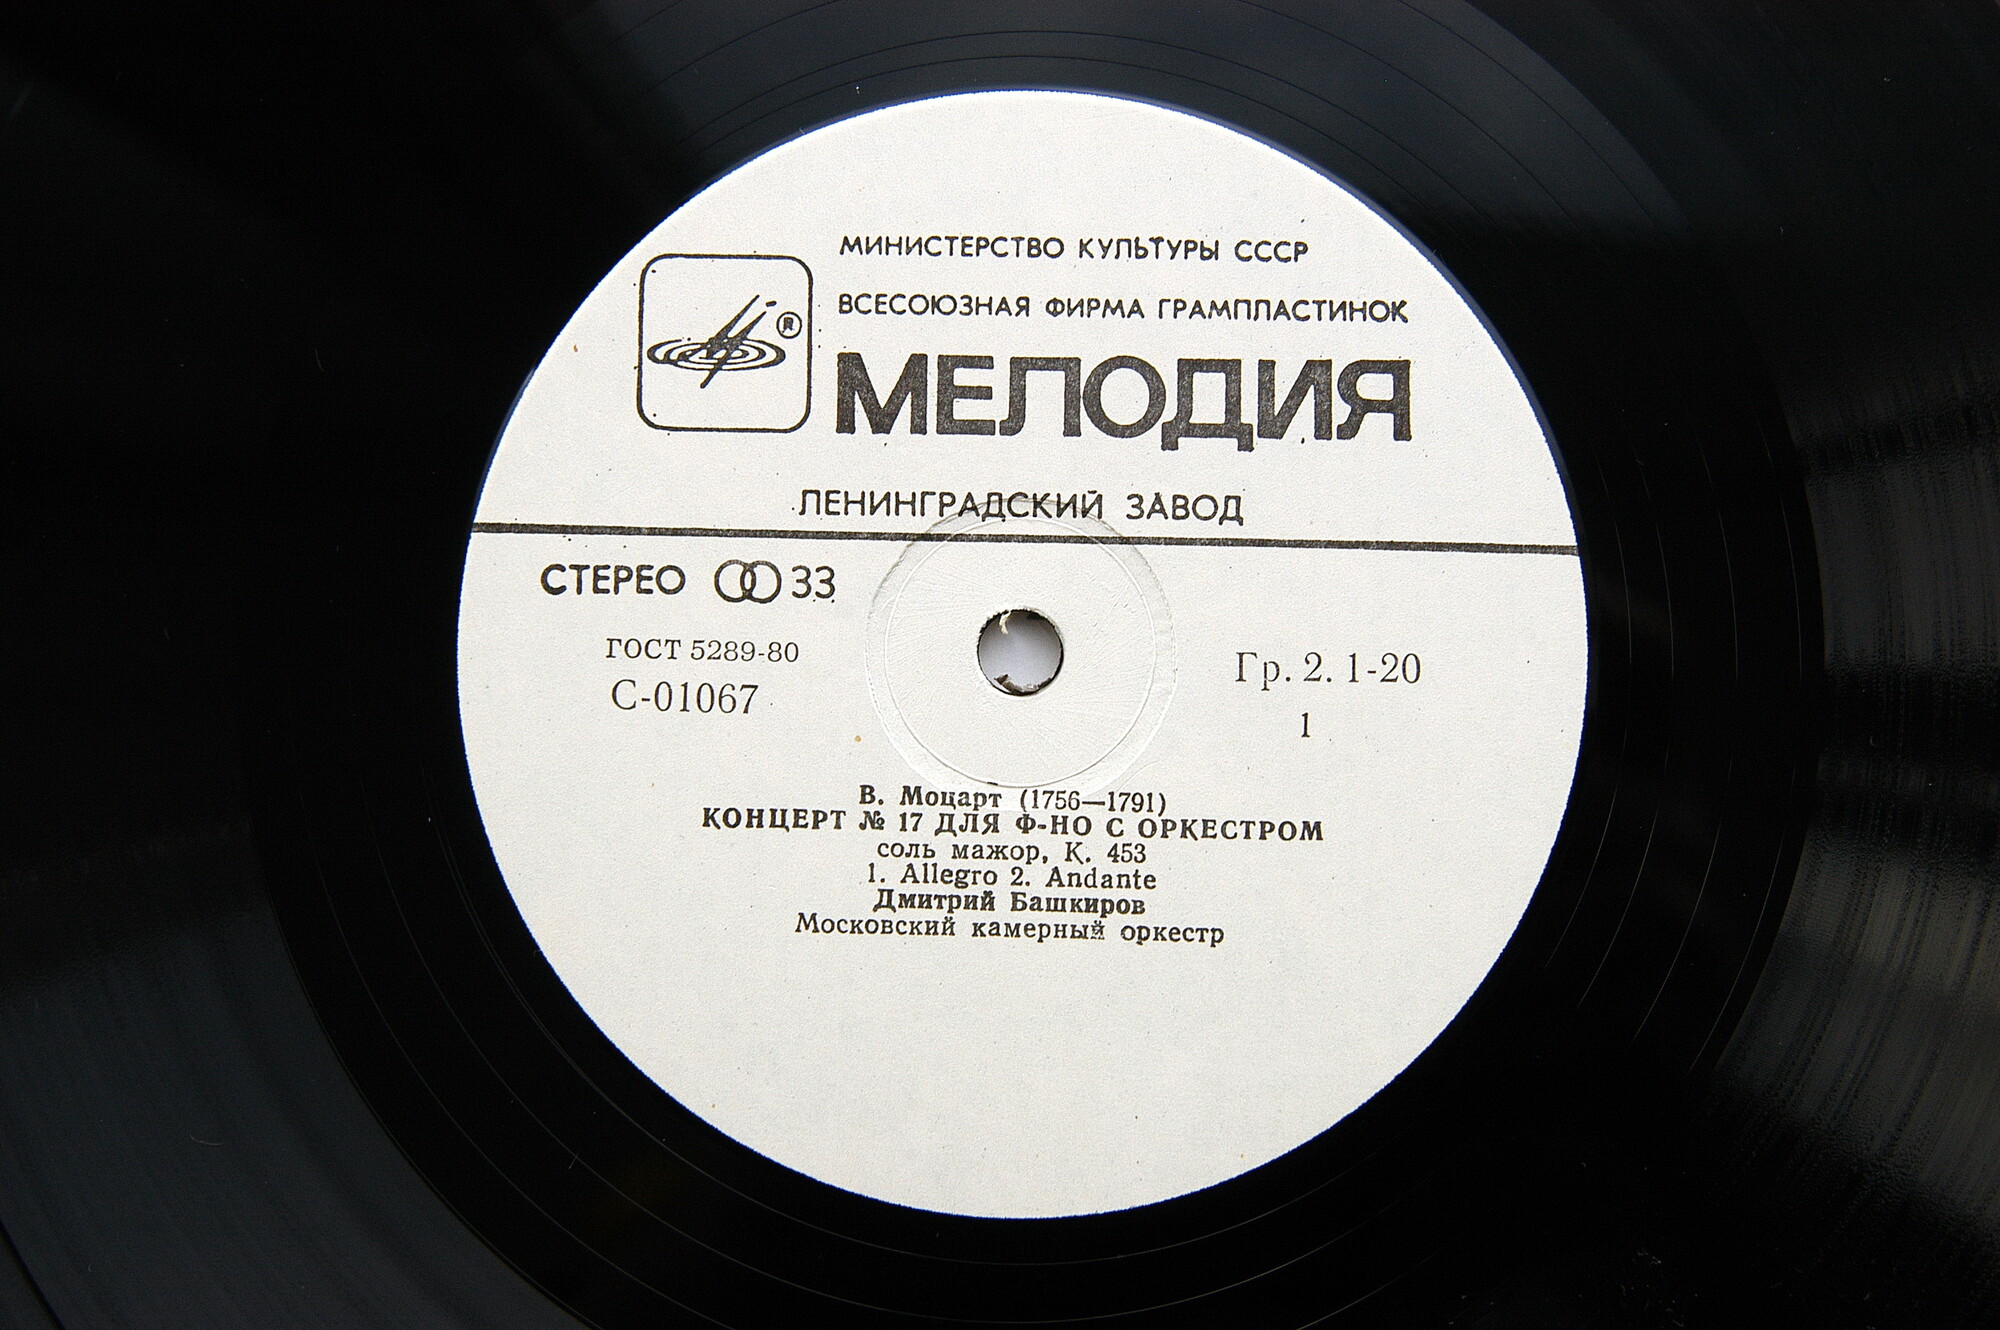 МИНИСТЕРСТВО КУЛЬТУРЫ СССР
ВСЕСОЮЗНАЯ ФИРМА ГРАМПЛАСТИНОК
®
МЕЛОДИЯ
ЛЕНИНГРАДСКИЙ ЗАВОД
СТЕРЕО 33
ГОСТ 5289-80
С-01067
Гр. 2. 1-20
1
В. Моцарт (1756—1791)
КОНЦЕРТ № 17 ДЛЯ Ф-НО С ОРКЕСТРОМ
соль мажор, К. 453
1. Allegro 2. Andante
Дмитрий Башкиров
Московский камерный оркестр